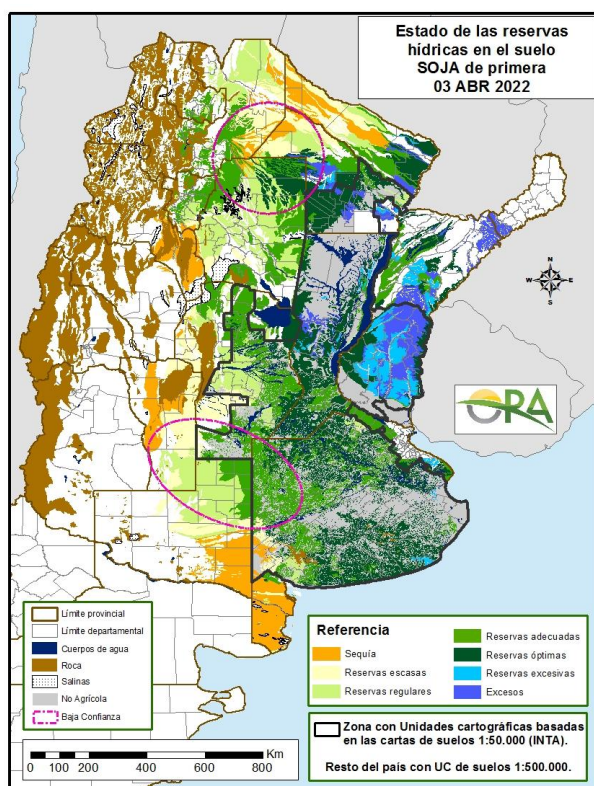 Estado de las reservas
hídricas en el suelo
SOJA de primera
03 ABR 2022
N
W
E
S
ORA
Límite provincial
Límite departamental
Cuerpos de agua
Roca
Salinas
No Agrícola
Baja Confianza
0 100 200 400 600 800
Km
Referencia
Sequía
Reservas escasas
Reservas regulares
Reservas adecuadas
Reservas óptimas
Reservas excesivas
Excesos
Zona con Unidades cartográficas basadas
en las cartas de suelos 1:50.000 (INTA).
Resto del país con UC de suelos 1:500.000.